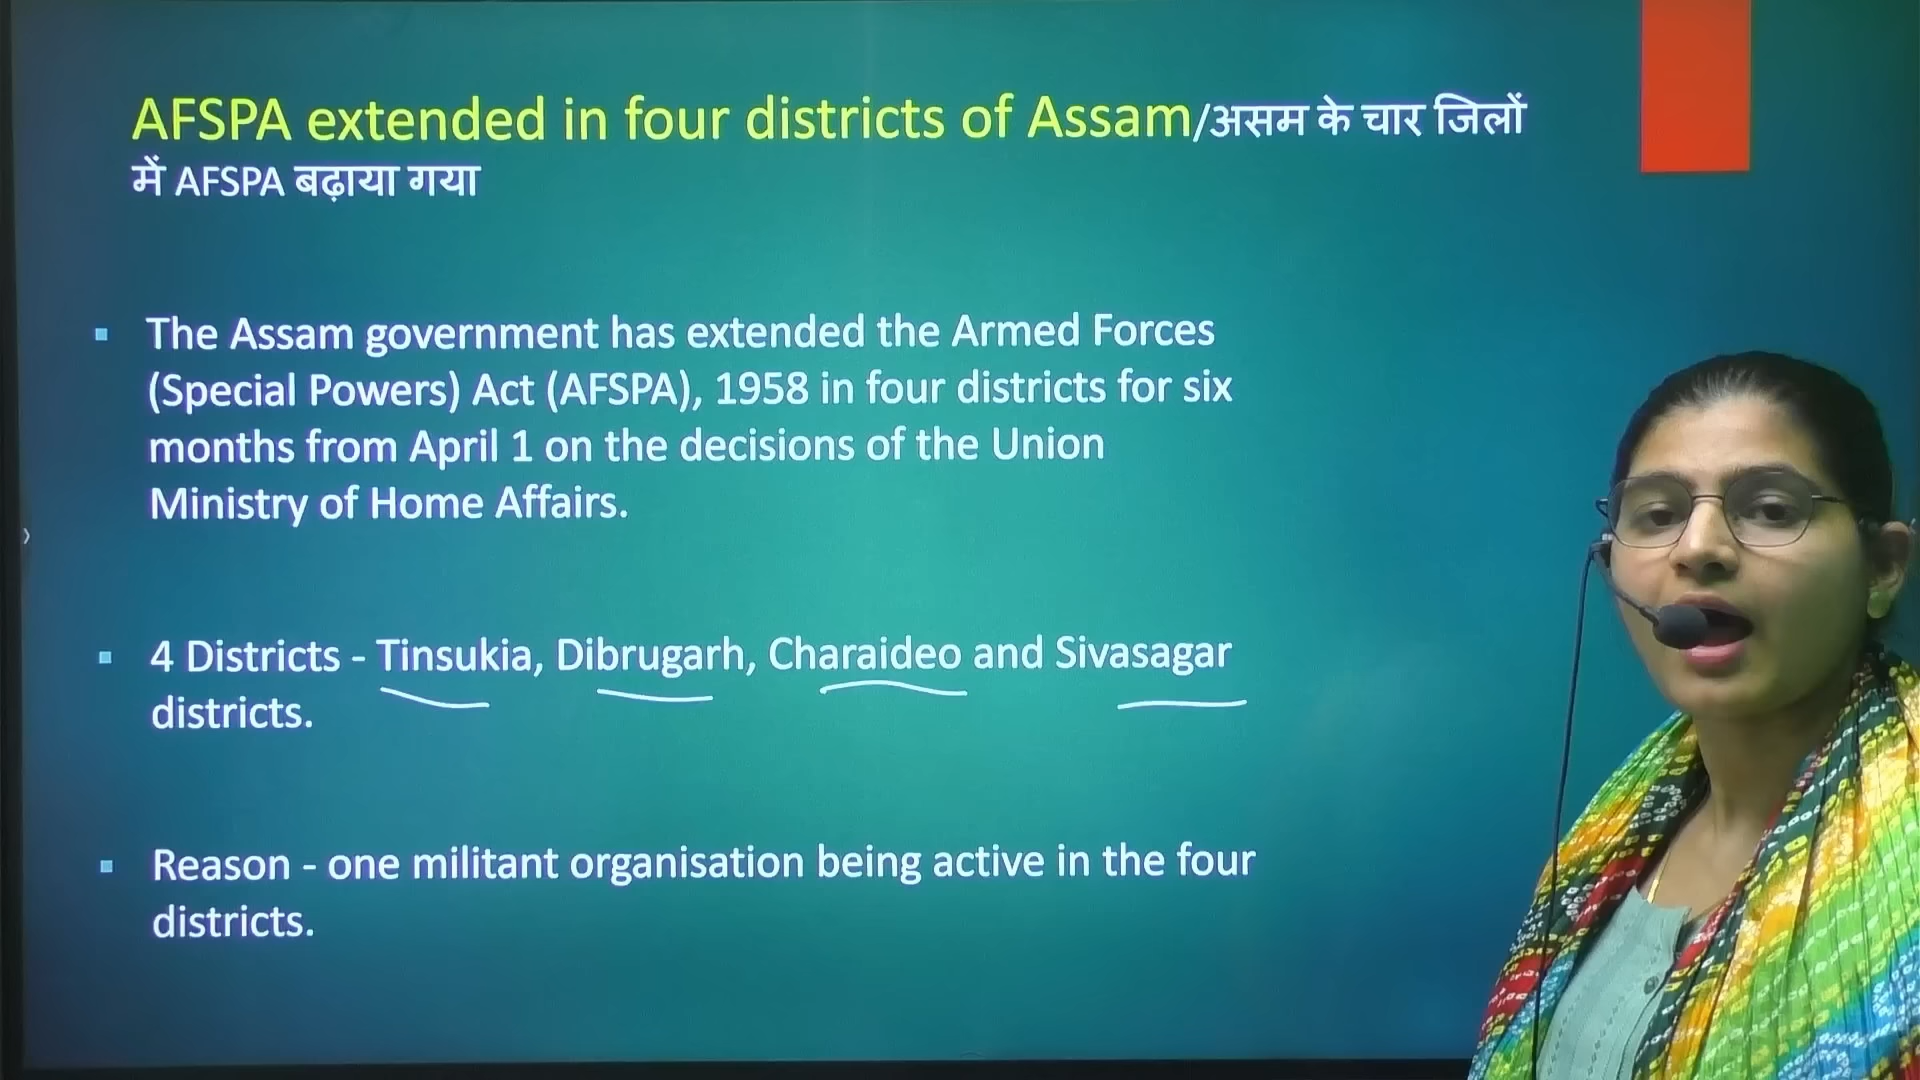 AFSPA extended in four districts of Assam/असम के चार जिलों
में AFSPA बढ़ाया गया
The Assam government has extended the Armed Forces
(Special Powers) Act (AFSPA), 1958 in four districts for six
months from April 1 on the decisions of the Union
Ministry of Home Affairs.
4 Districts - Tinsukia, Dibrugarh, Charaideo and Sivasagar
districts.
Reason - one militant organisation being active in the four
districts.